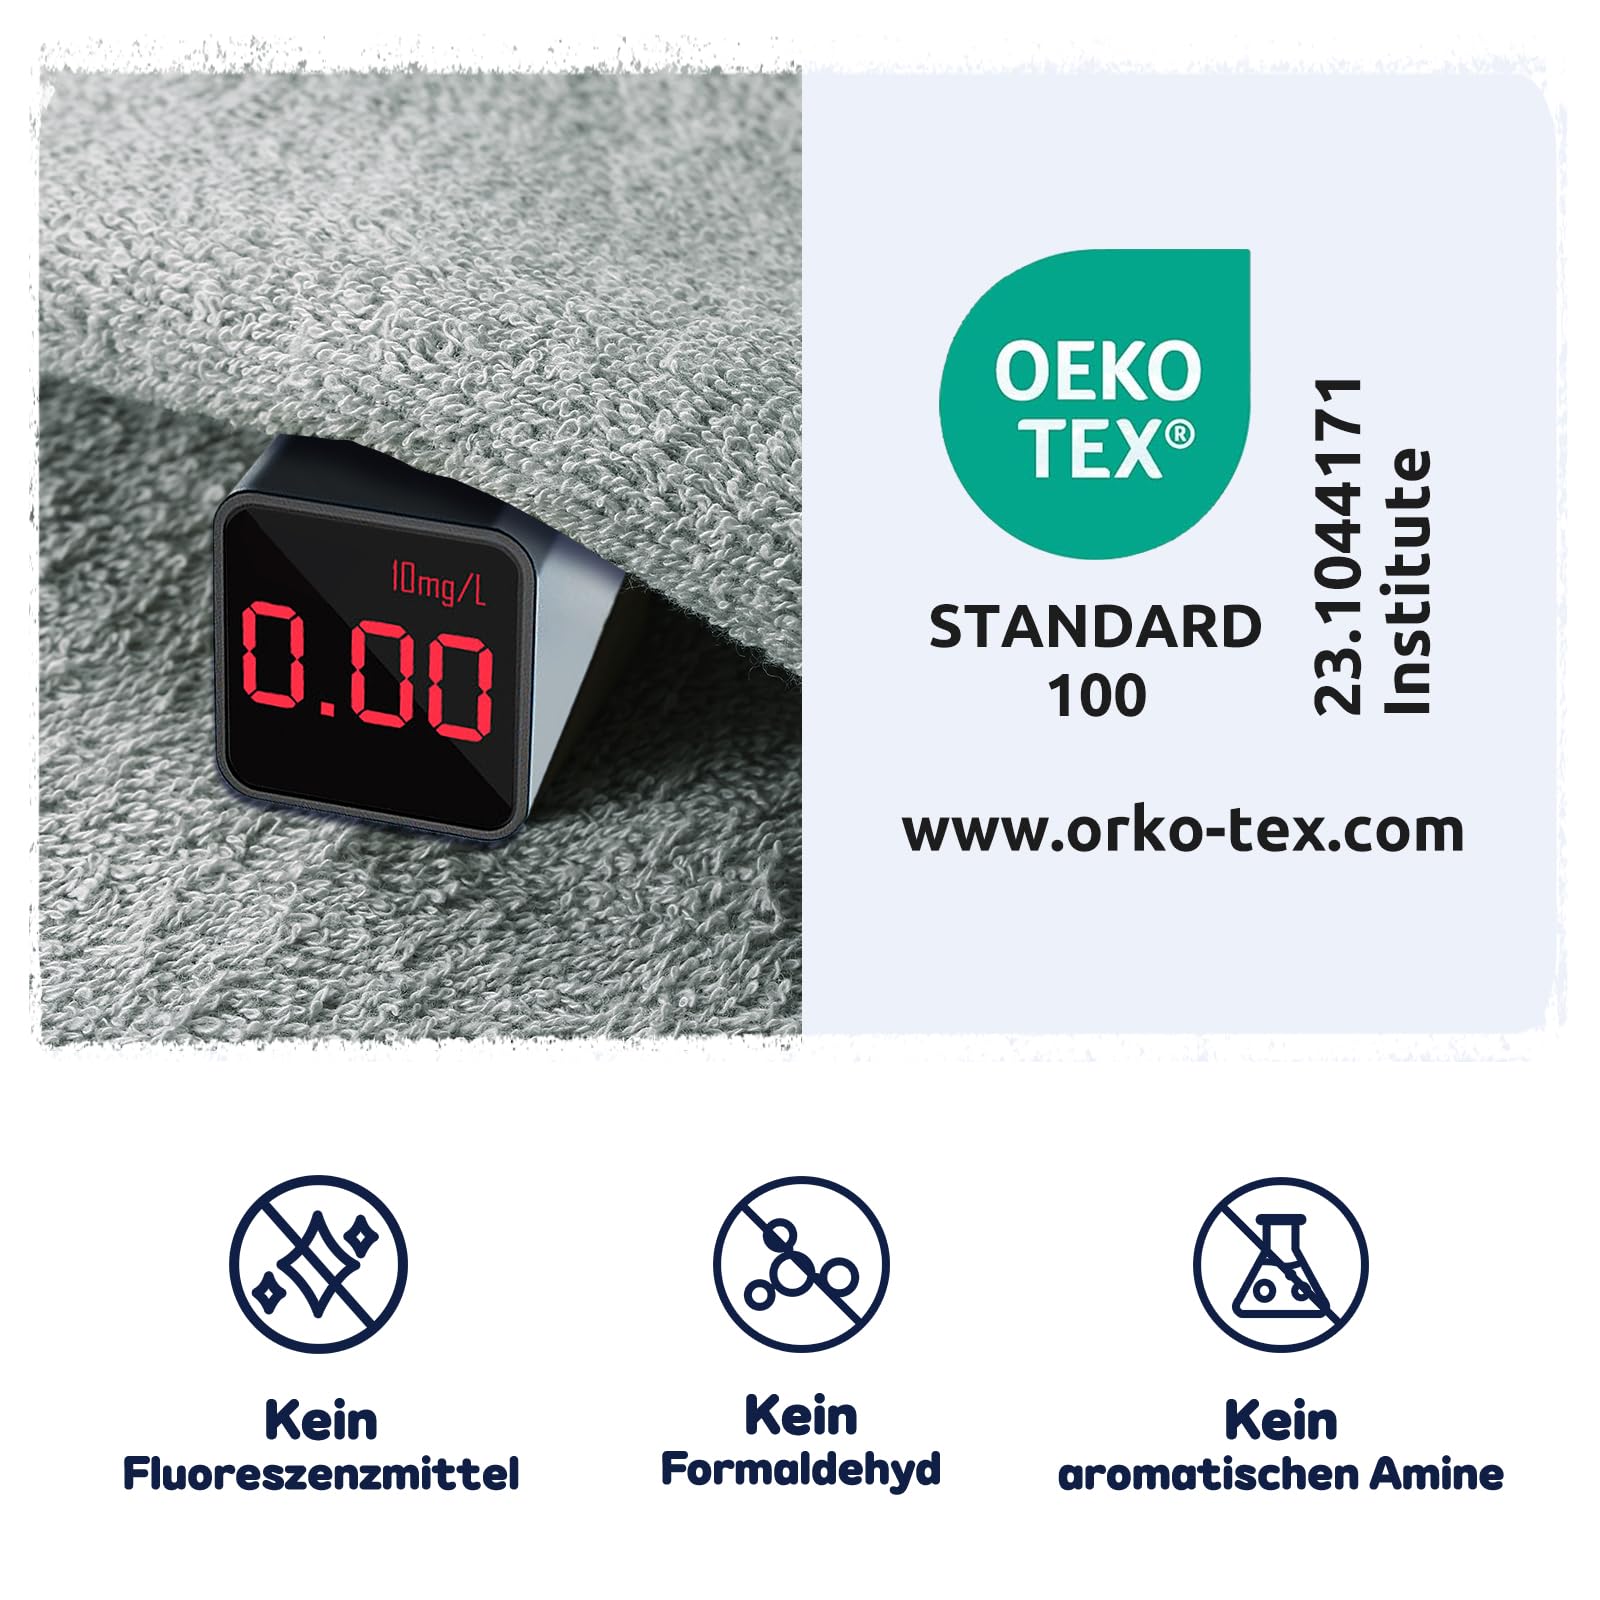 10mg/L
0.00
OEKO
TEX®
STANDARD
100
23.1044171
Institute
www.orko-tex.com
Kein
Fluoreszenzmittel
Kein
Formaldehyd
Kein
aromatischen Amine